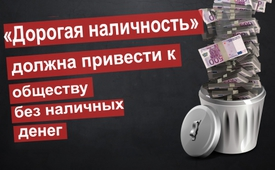 «Дорогая наличность»
должна привести к
обществу
без наличных
денег